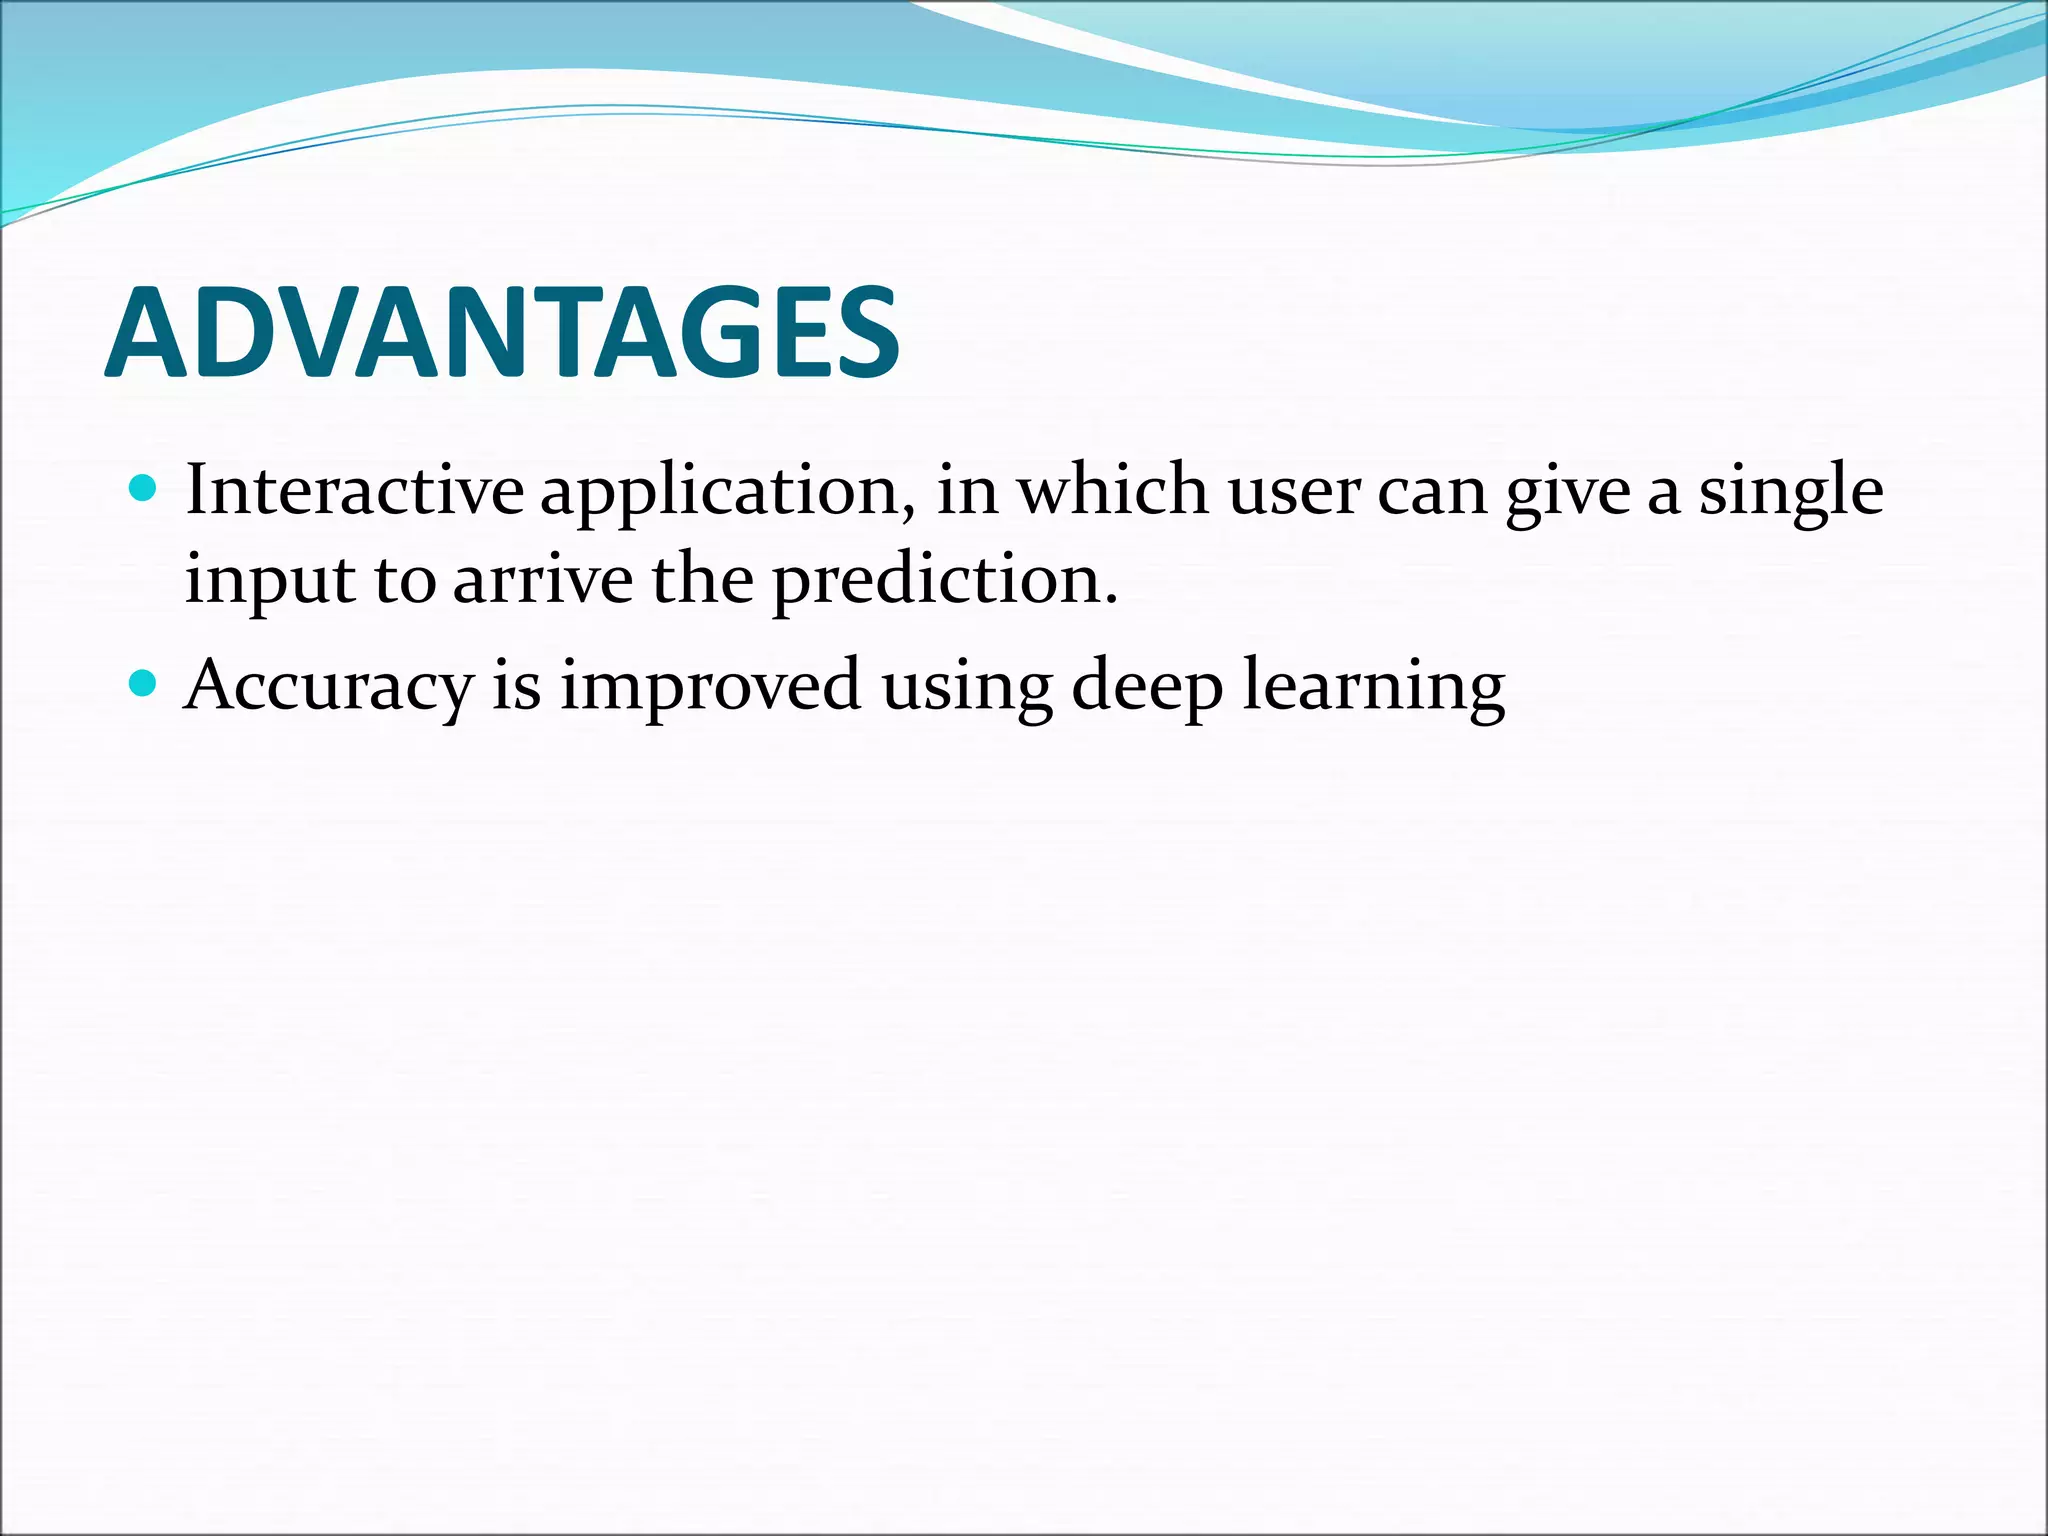 ADVANTAGES
• Interactive application, in which user can give a single
input to arrive the prediction.
• Accuracy is improved using deep learning